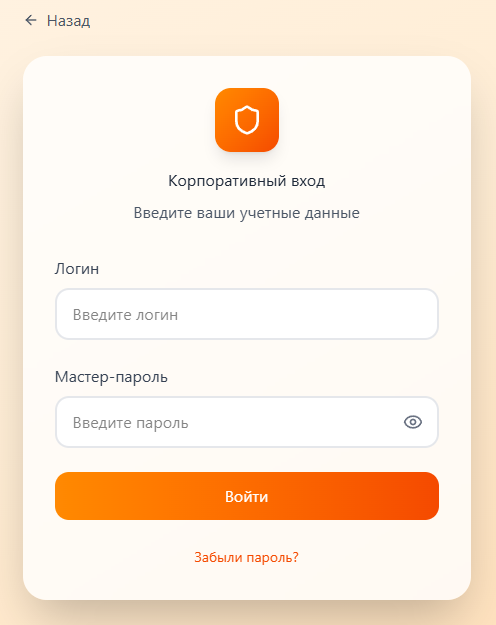 Назад
Корпоративный вход
Введите ваши учетные данные
Логин
Введите логин
Мастер-пароль
Введите пароль
Войти
Забыли пароль?